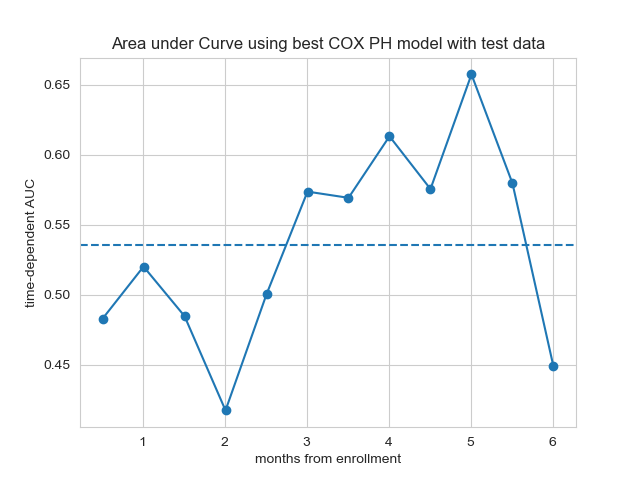 Area under Curve using best COX PH model with test data
time-dependent AUC
0.65
0.60
0.55
0.50
0.45
1 2 3 4 5 6
months from enrollment